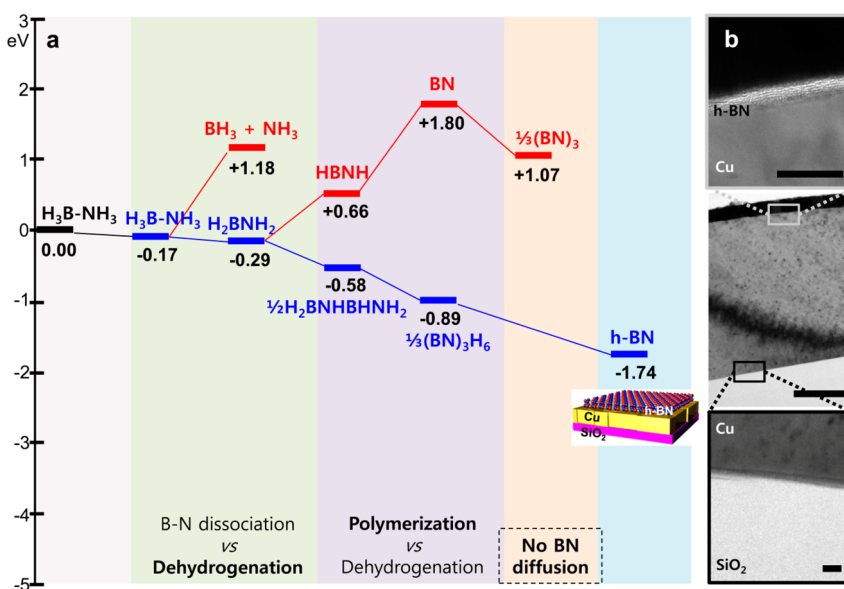 3
eV
2
1
0
-1
-2
-3
-4
-5
a
H₃B-NH₃
0.00
H₃B-NH₃
-0.17
BH₃ + NH₃
+1.18
H₂BNH₂
-0.29
HBNH
+0.66
-0.58
½H₂BNHBHNH₂
BN
+1.80
-0.89
⅓(BN)₃H₆
⅓(BN)₃
+1.07
h-BN
-1.74
h-BN
Cu
SiO₂
B-N dissociation
vs
Dehydrogenation
Polymerization
vs
Dehydrogenation
No BN
diffusion
b
h-BN
Cu
Cu
SiO₂